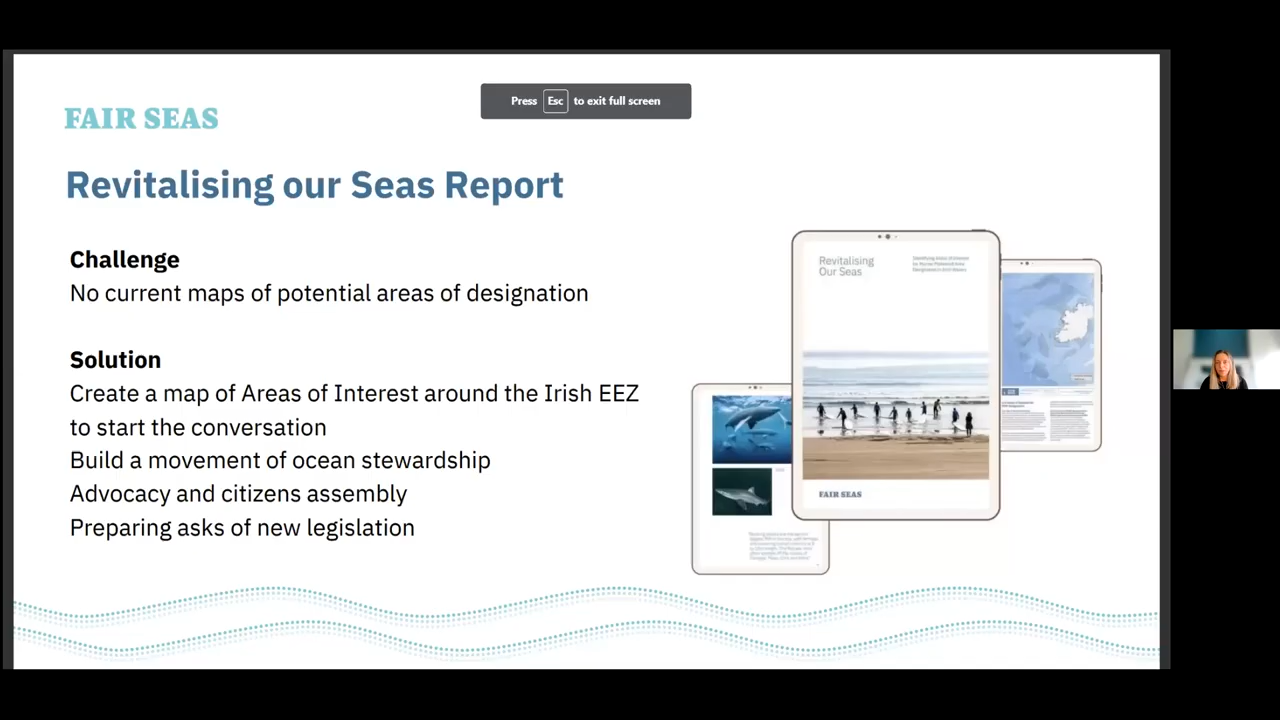 Press Esc to exit full screen
FAIR SEAS
Revitalising our Seas Report
Challenge
No current maps of potential areas of designation
Solution
Create a map of Areas of Interest around the Irish EEZ
to start the conversation
Build a movement of ocean stewardship
Advocacy and citizens assembly
Preparing asks of new legislation
Revitalising
Our Seas
FAIR SEAS